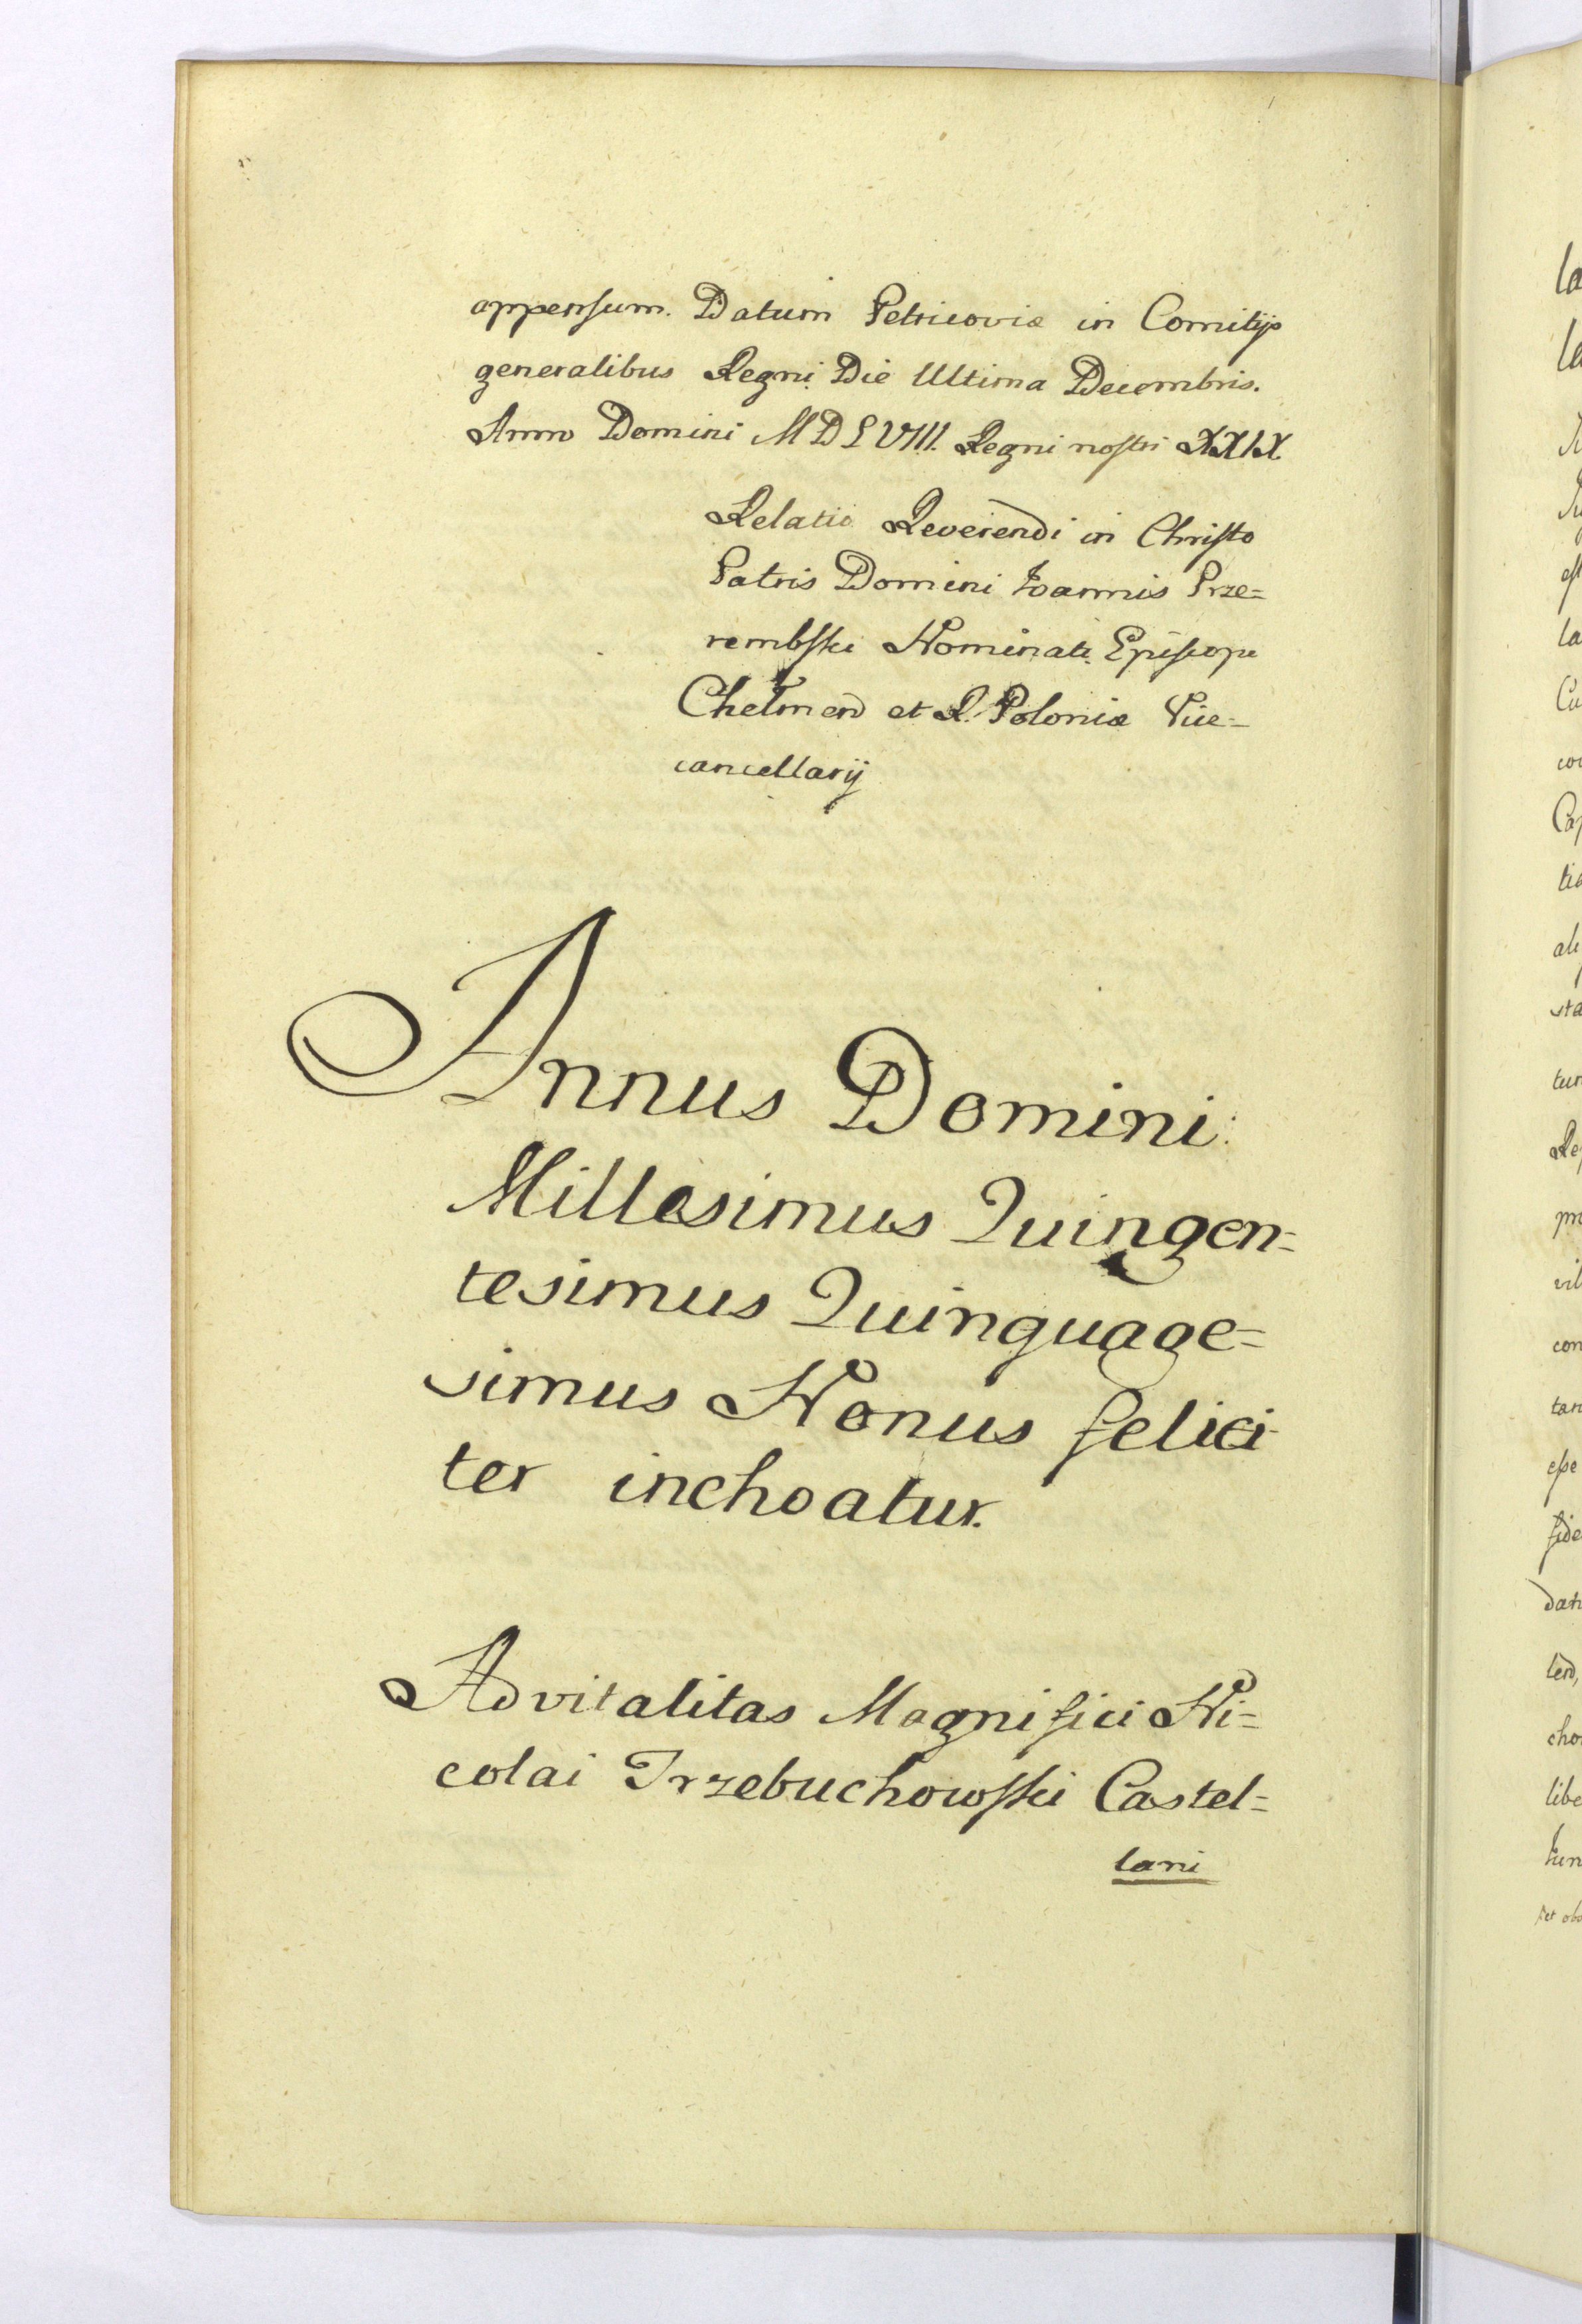 appensum. Datum Petricoviæ in Comitijs
generalibus Regni Die Ultima Decembris.
Anno Domini MDLVIII. Regni nostri XXIX
Relatio Reverendi in Christo
Patris Domini Joannis Prze=
rembski Nominati Episcopi
Chelmen et R. Poloniæ Vice=
cancellarij
Annus Domini
Millesimus Quingen=
tesimus Quinquage=
simus Nonus felici
ter inchoatur.
Advitalitas Magnifici Ni=
colai Trzebuchowski Castel=
lani